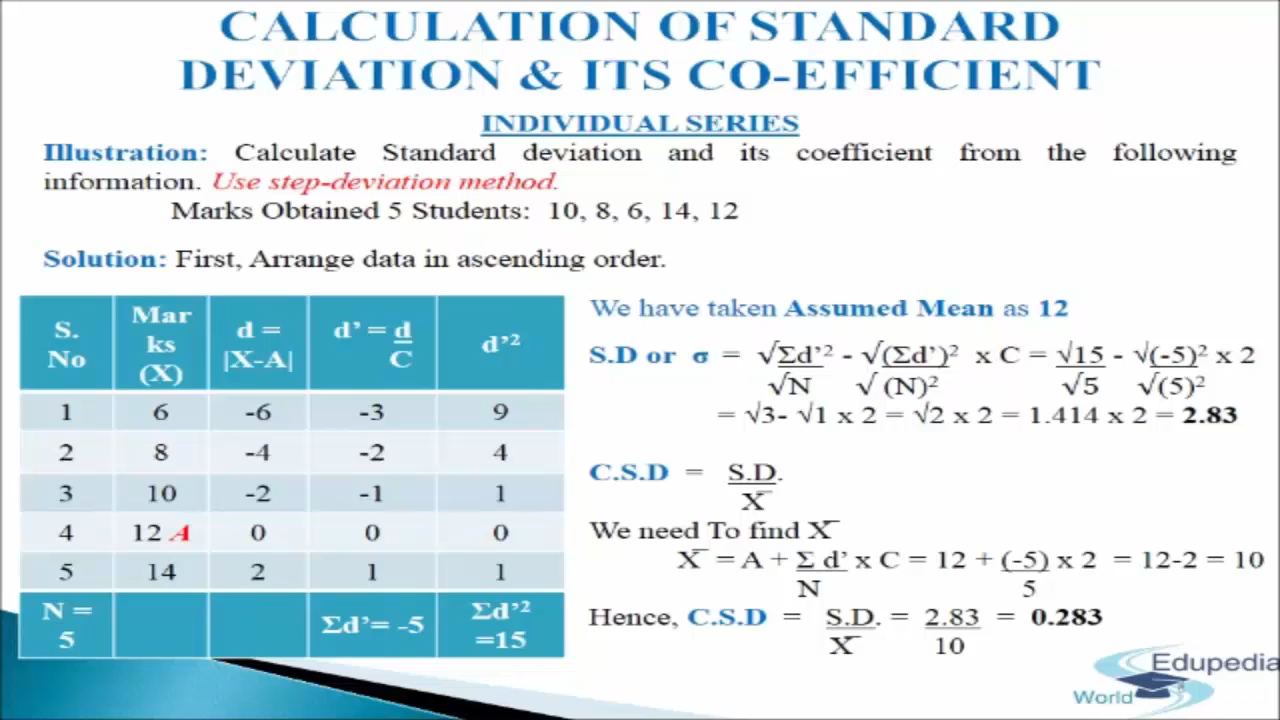 CALCULATION OF STANDARD
DEVIATION & ITS CO-EFFICIENT
INDIVIDUAL SERIES
Illustration: Calculate Standard deviation and its coefficient from the following
information. Use step-deviation method.
Marks Obtained 5 Students: 10, 8, 6, 14, 12
Solution: First, Arrange data in ascending order.
S. No | Mar ks (X) | d = |X-A| | d' = d C | d'²
1 6 -6 -3 9
2 8 -4 -2 4
3 10 -2 -1 1
4 12 A 0 0 0
5 14 2 1 1
N = 5 Σd'= -5 Σd'² =15
We have taken Assumed Mean as 12
S.D or σ = √Σd'² - √(Σd')² x C = √15 - √(-5)² x 2
√N √ (N)² √5 √(5)²
= √3- √1 x 2 = √2 x 2 = 1.414 x 2 = 2.83
C.S.D = S.D.
X̄
We need To find X̄
X̄ = A + Σ d' x C = 12 + (-5) x 2 = 12-2 = 10
N 5
Hence, C.S.D = S.D. = 2.83 = 0.283
X̄ 10
Edupedia
World